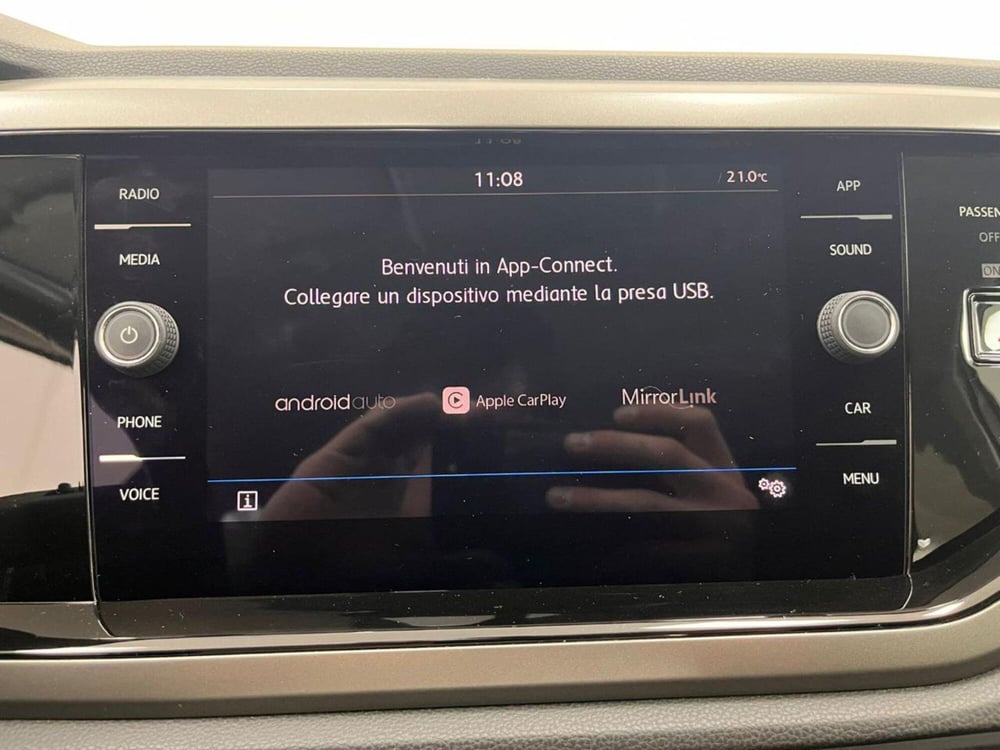 11:08
21.0°C
RADIO
MEDIA
PHONE
VOICE
Benvenuti in App-Connect.
Collegare un dispositivo mediante la presa USB.
androidauto
Apple CarPlay
MirrorLink
i
APP
SOUND
CAR
MENU
OFF